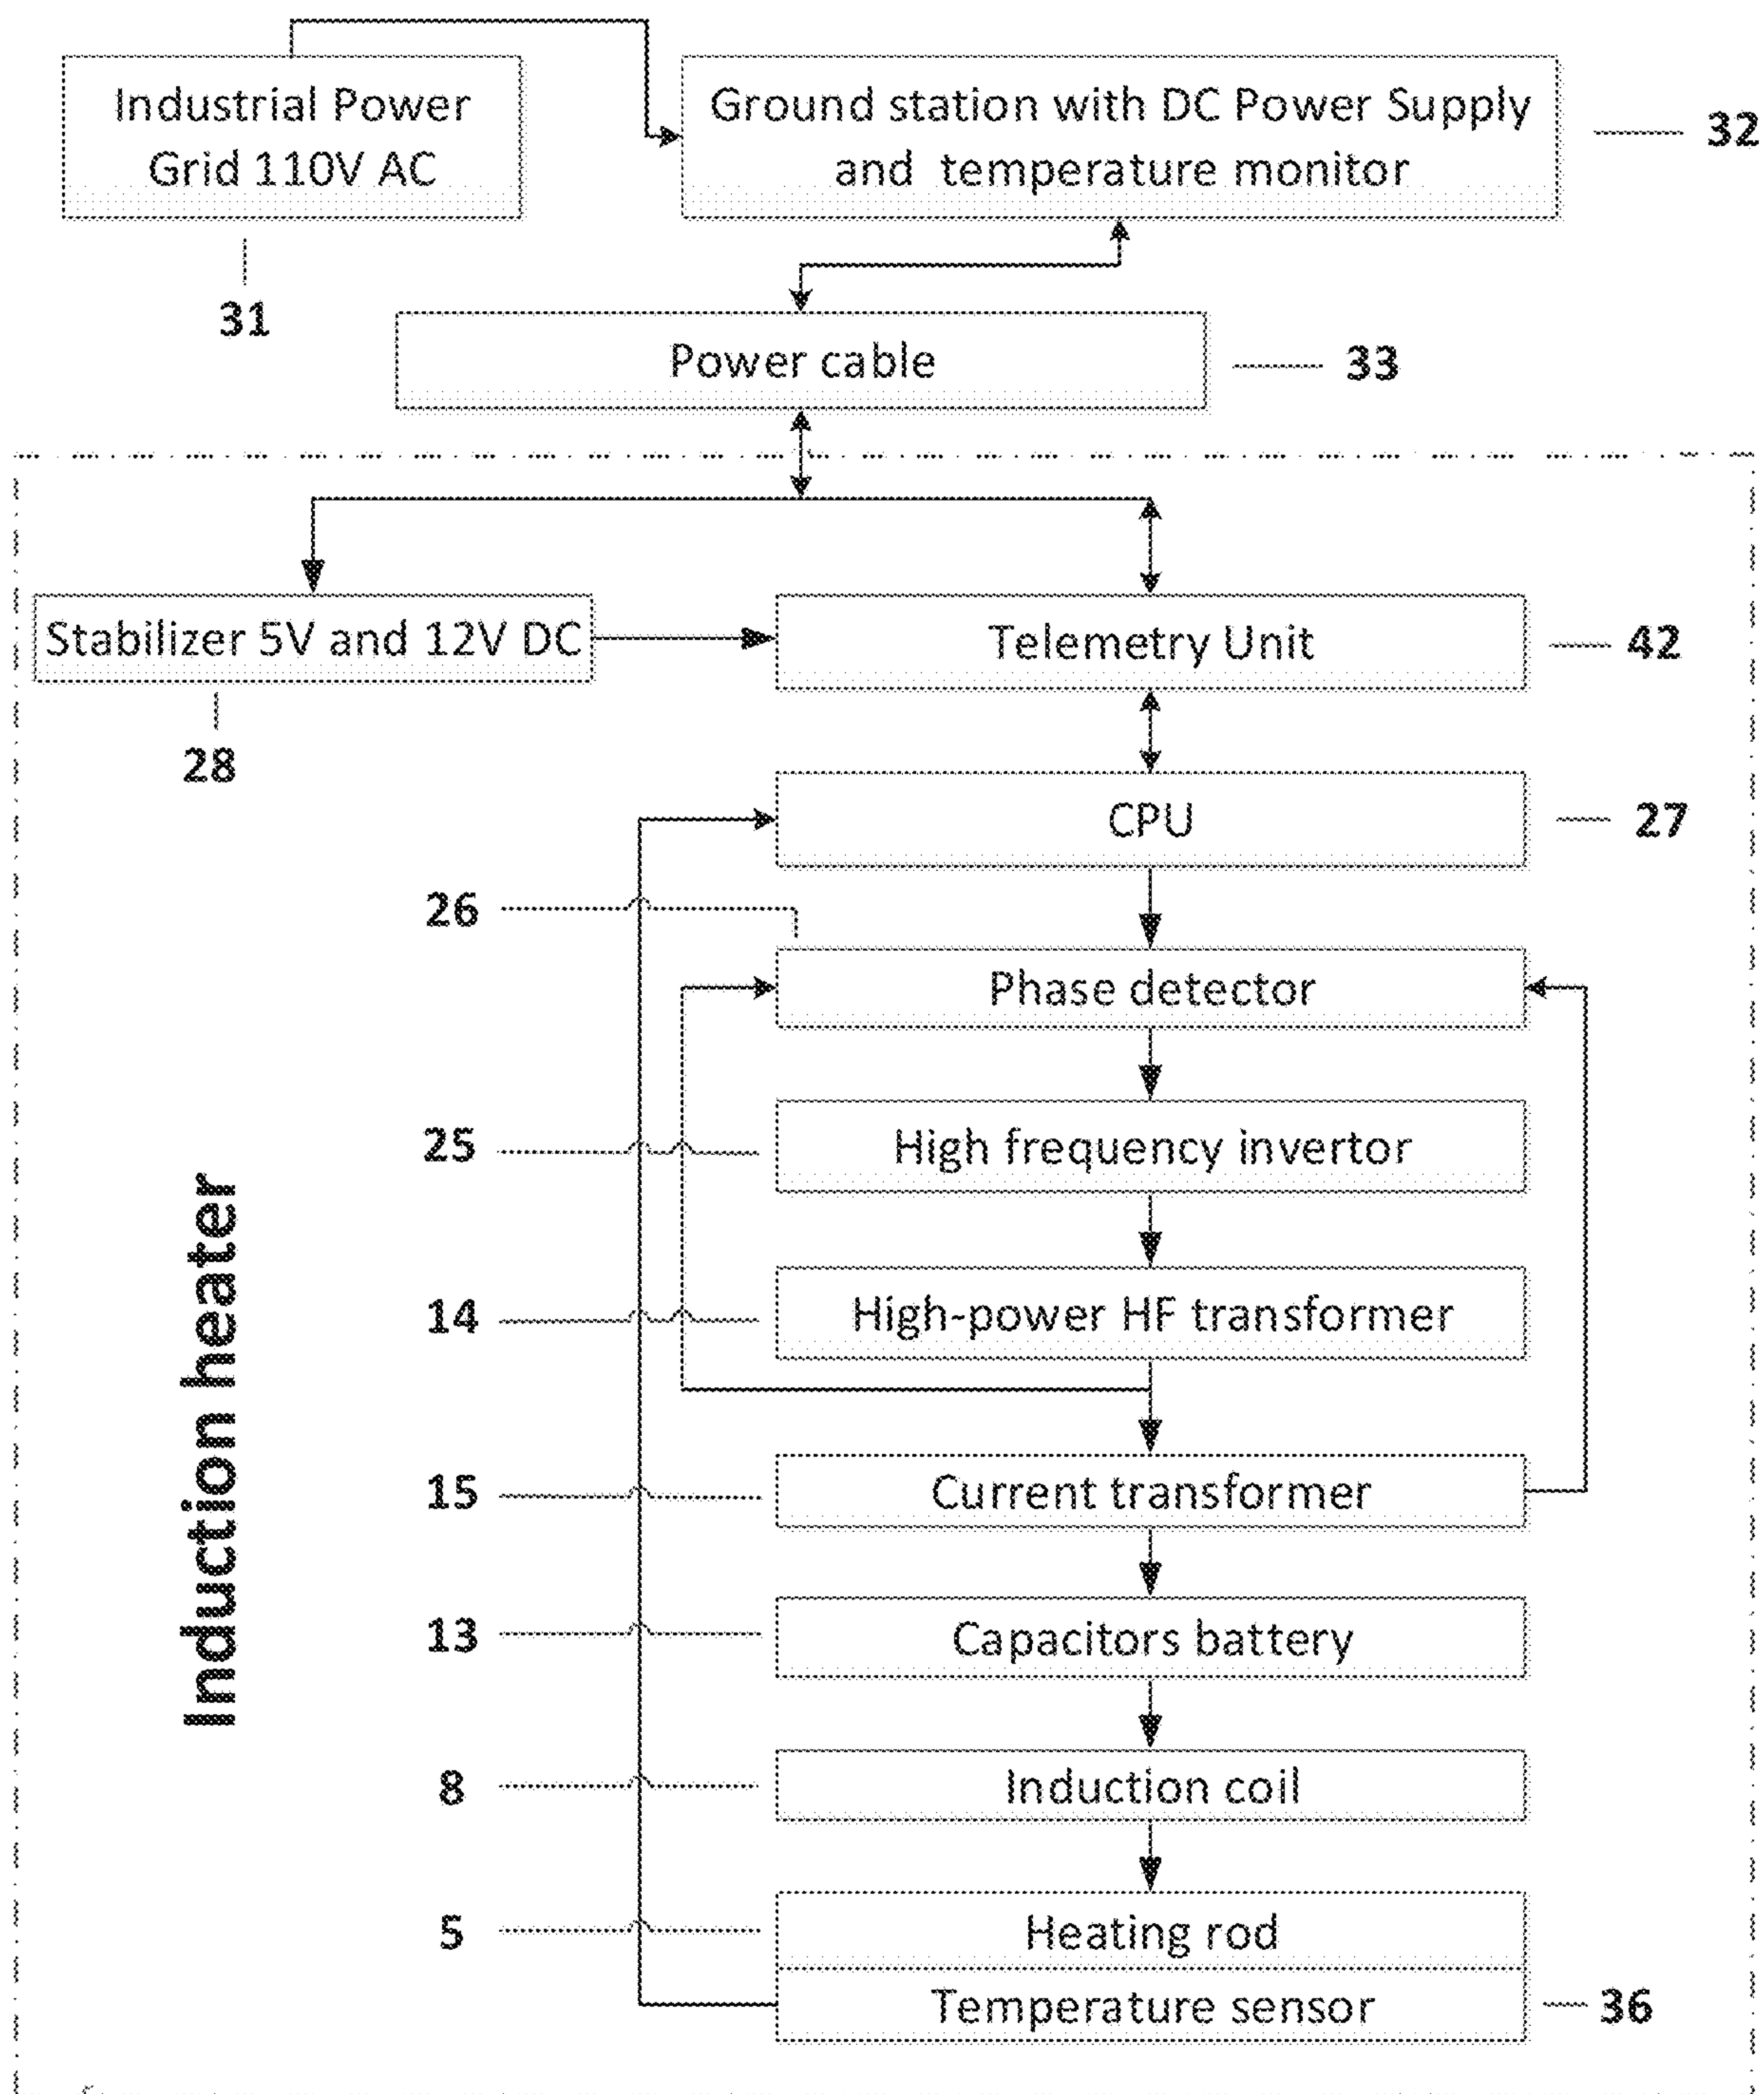 Industrial Power
Grid 110V AC
Ground station with DC Power Supply
and temperature monitor
32
31
Power cable
33
Stabilizer 5V and 12V DC
Telemetry Unit
42
28
CPU
27
26
Phase detector
25
High frequency invertor
Induction heater
14
High-power HF transformer
15
Current transformer
13
Capacitors battery
8
Induction coil
5
Heating rod
Temperature sensor
36